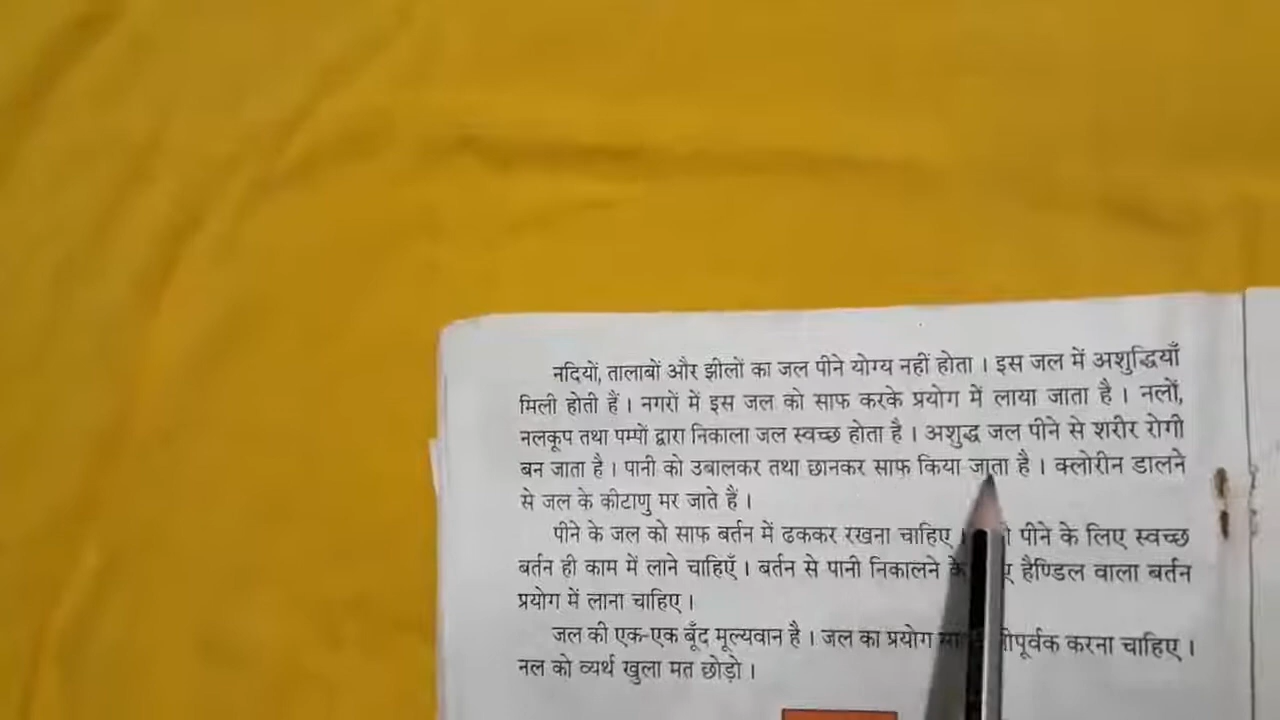 नदियों, तालाबों और झीलों का जल पीने योग्य नहीं होता । इस जल में अशुद्धियाँ
मिली होती हैं । नगरों में इस जल को साफ करके प्रयोग में लाया जाता है । नलों,
नलकूप तथा पम्पों द्वारा निकाला जल स्वच्छ होता है । अशुद्ध जल पीने से शरीर रोगी
बन जाता है । पानी को उबालकर तथा छानकर साफ किया जाता है । क्लोरीन डालने
से जल के कीटाणु मर जाते हैं ।
पीने के जल को साफ बर्तन में ढककर रखना चाहिए । पीने के लिए स्वच्छ
बर्तन ही काम में लाने चाहिएँ । बर्तन से पानी निकालने के हैण्डिल वाला बर्तन
प्रयोग में लाना चाहिए ।
जल की एक-एक बूँद मूल्यवान है । जल का प्रयोग करना चाहिए ।
नल को व्यर्थ खुला मत छोड़ो ।